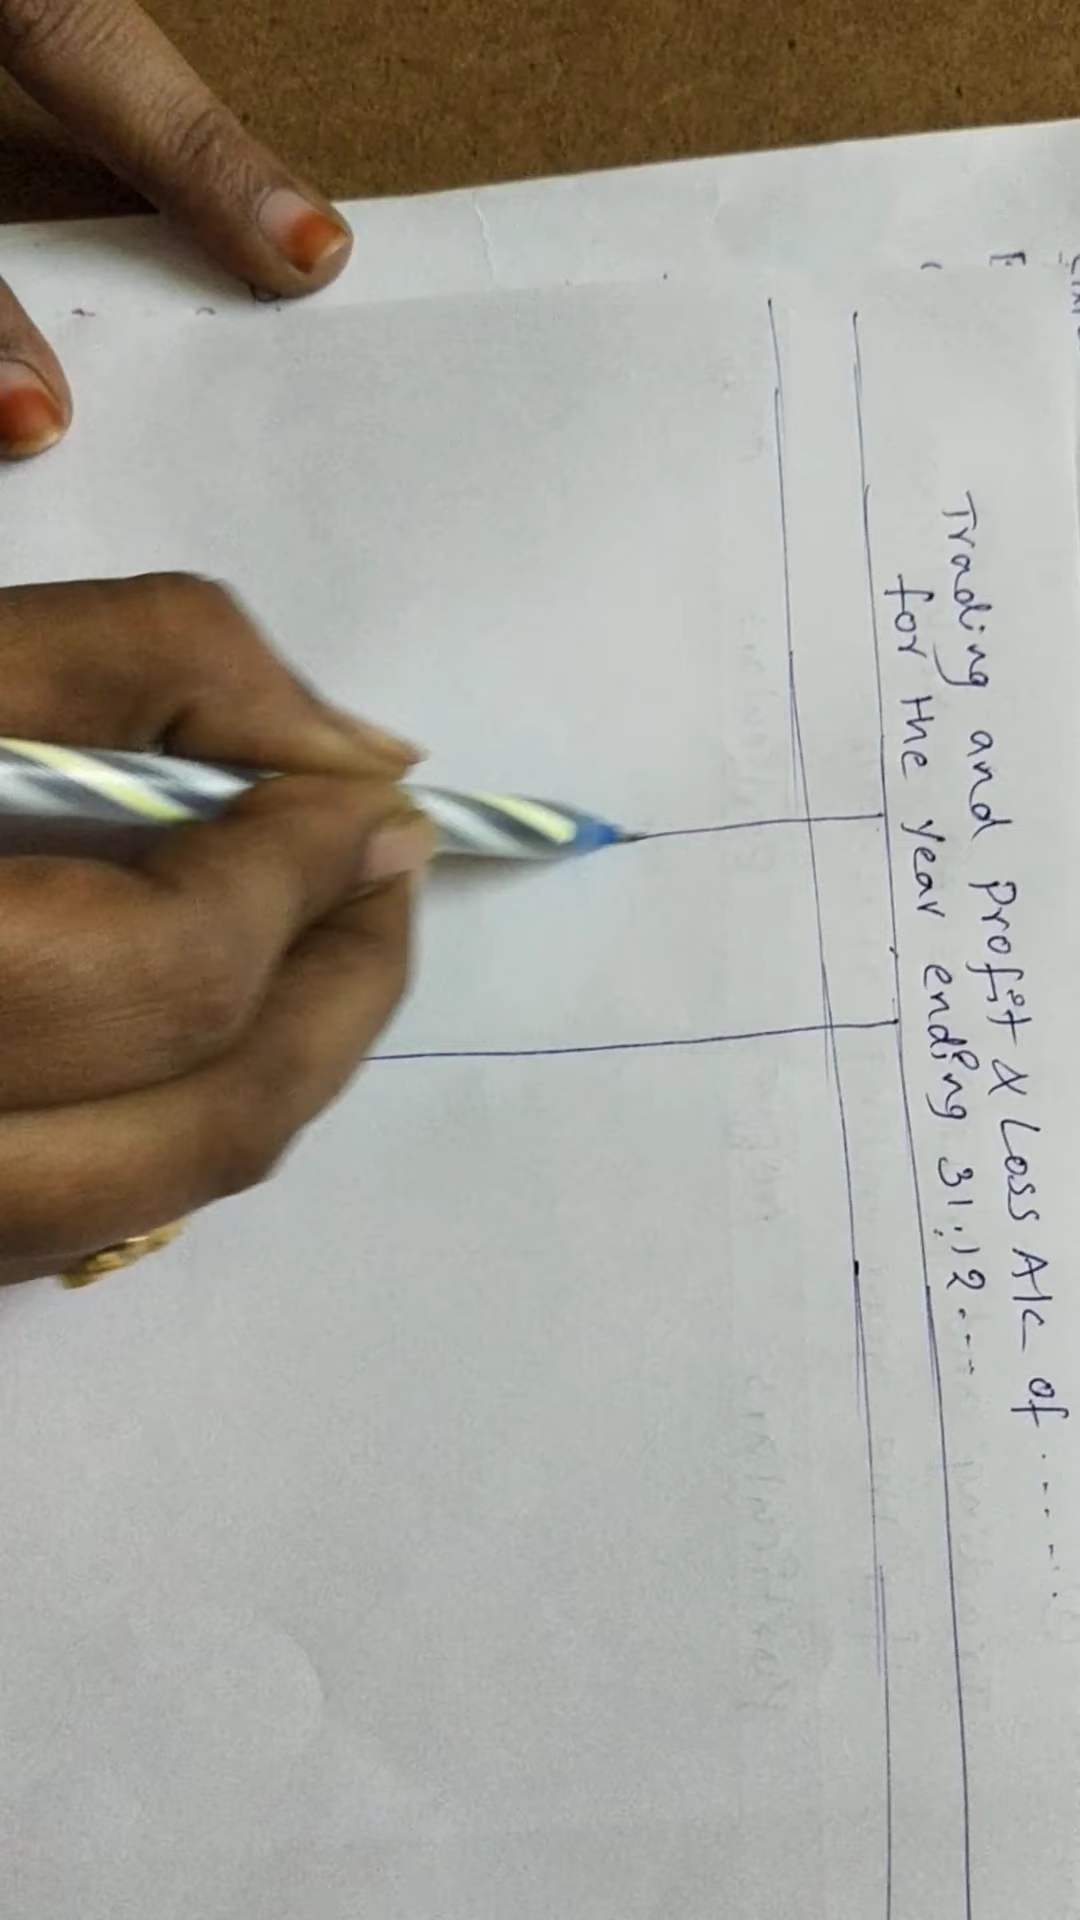 Trading and Profit & Loss A/c of .....
for the year ending 31.12....